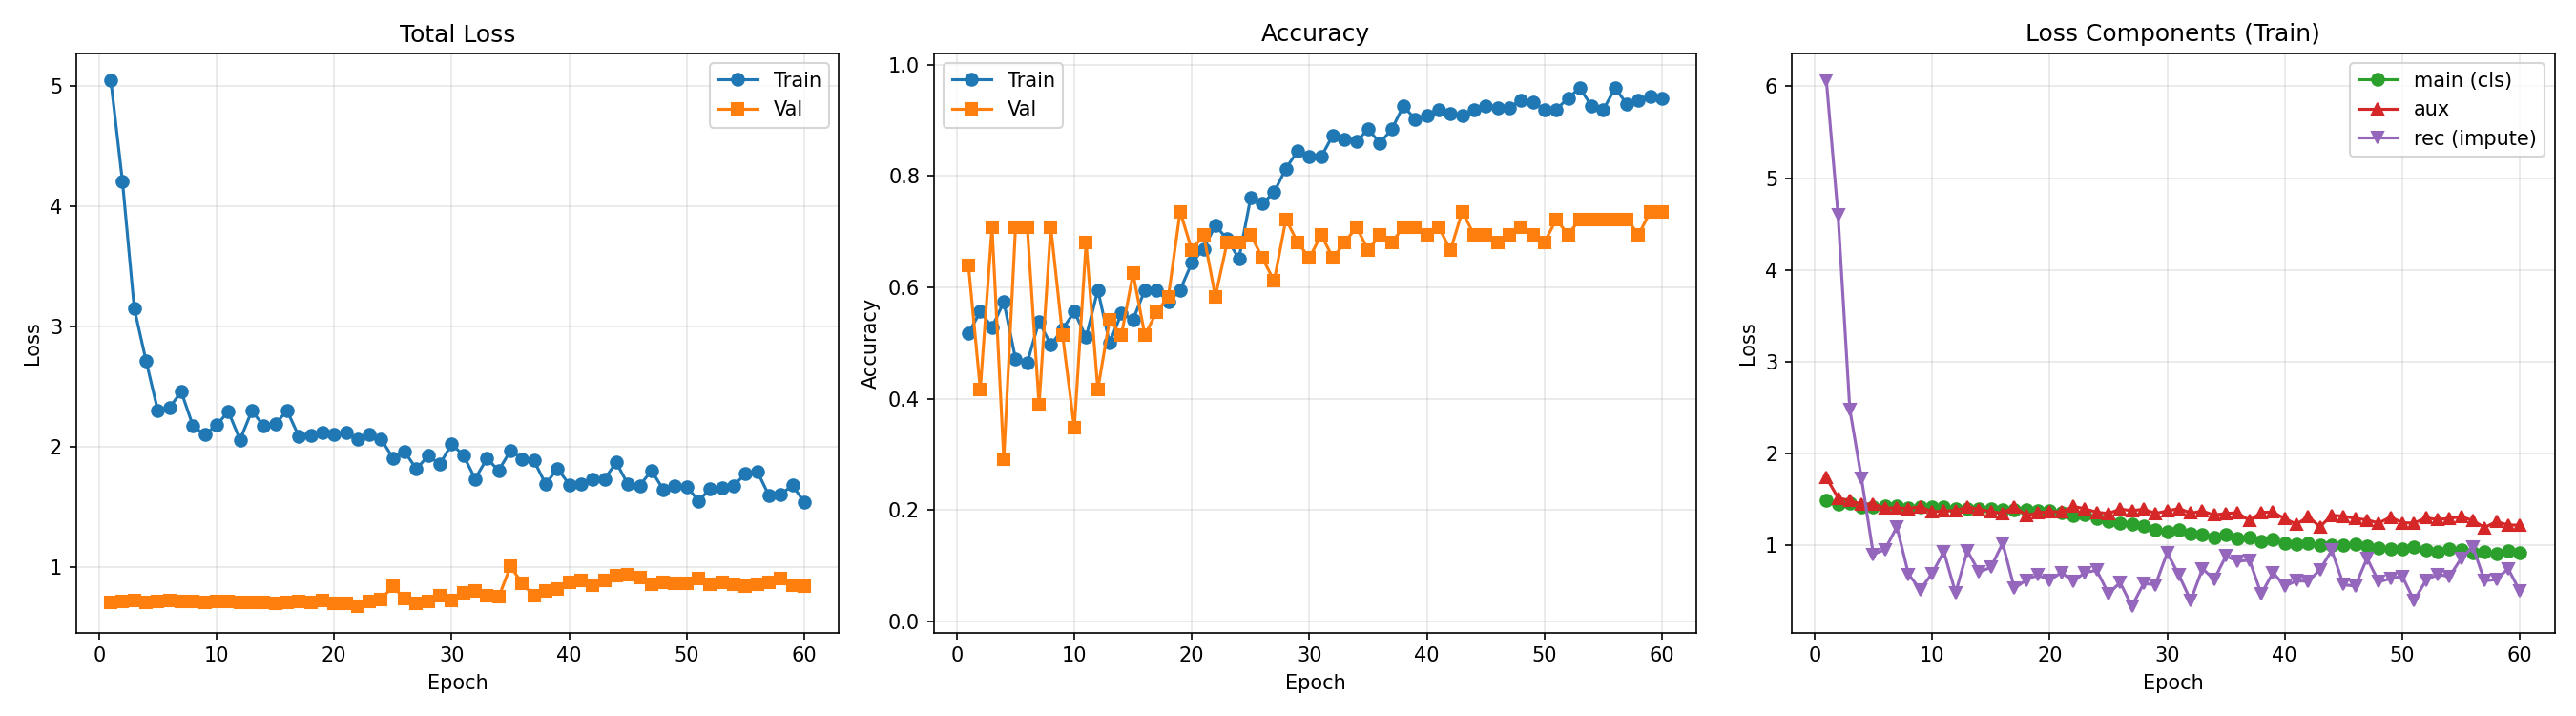 Total Loss
Train
Val
5
4
3
2
1
Loss
0 10 20 30 40 50 60
Epoch
Accuracy
Train
Val
1.0
0.8
0.6
0.4
0.2
0.0
Accuracy
0 10 20 30 40 50 60
Epoch
Loss Components (Train)
main (cls)
aux
rec (impute)
6
5
4
3
2
1
Loss
0 10 20 30 40 50 60
Epoch